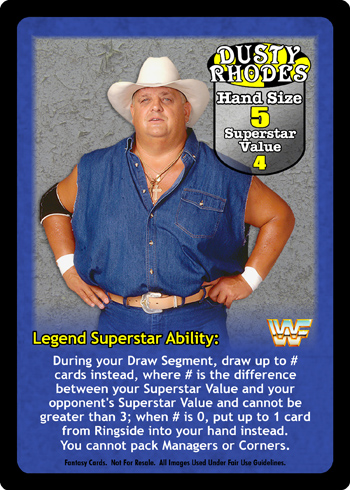 DUSTY
RHODES
Hand Size
5
Superstar
Value
4
Legend Superstar Ability:
WF
During your Draw Segment, draw up to #
cards instead, where # is the difference
between your Superstar Value and your
opponent's Superstar Value and cannot be
greater than 3; when # is 0, put up to 1 card
from Ringside into your hand instead.
You cannot pack Managers or Corners.
Fantasy Cards. Not For Resale. All Images Used Under Fair Use Guidelines.